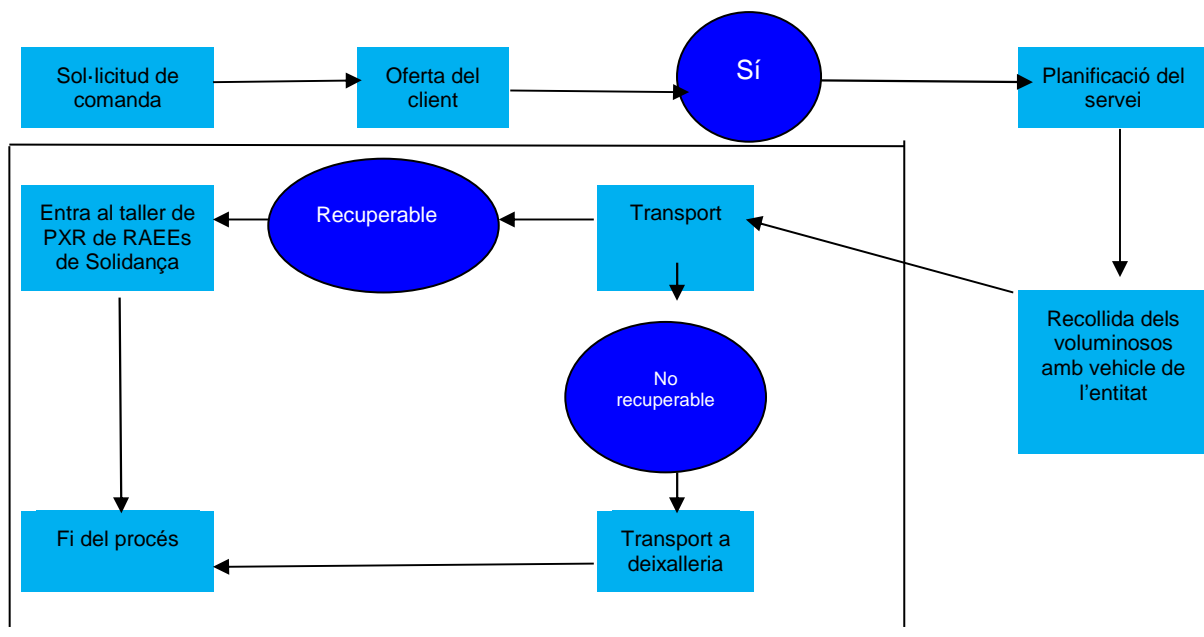 Sol·licitud de
comanda
Oferta del
client
Sí
Planificació del
servei
Entra al taller de
PXR de RAEEs
de Solidança
Recuperable
Transport
Recollida dels
voluminosos
amb vehicle de
l’entitat
No
recuperable
Fi del procés
Transport a
deixalleria